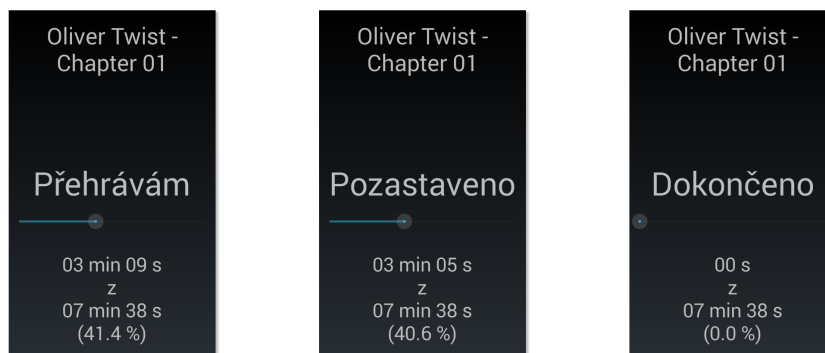 Oliver Twist -
Chapter 01
Přehrávám
03 min 09 s
z
07 min 38 s
(41.4 %)
Oliver Twist -
Chapter 01
Pozastaveno
03 min 05 s
z
07 min 38 s
(40.6 %)
Oliver Twist -
Chapter 01
Dokončeno
00 s
z
07 min 38 s
(0.0 %)